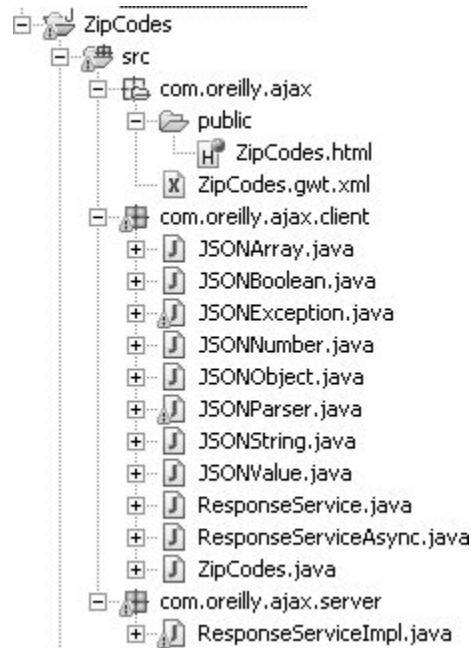 ZipCodes
src
com.oreilly.ajax
public
ZipCodes.html
ZipCodes.gwt.xml
com.oreilly.ajax.client
JSONArray.java
JSONBoolean.java
JSONException.java
JSONNumber.java
JSONObject.java
JSONParser.java
JSONString.java
JSONValue.java
ResponseService.java
ResponseServiceAsync.java
ZipCodes.java
com.oreilly.ajax.server
ResponseServiceImpl.java